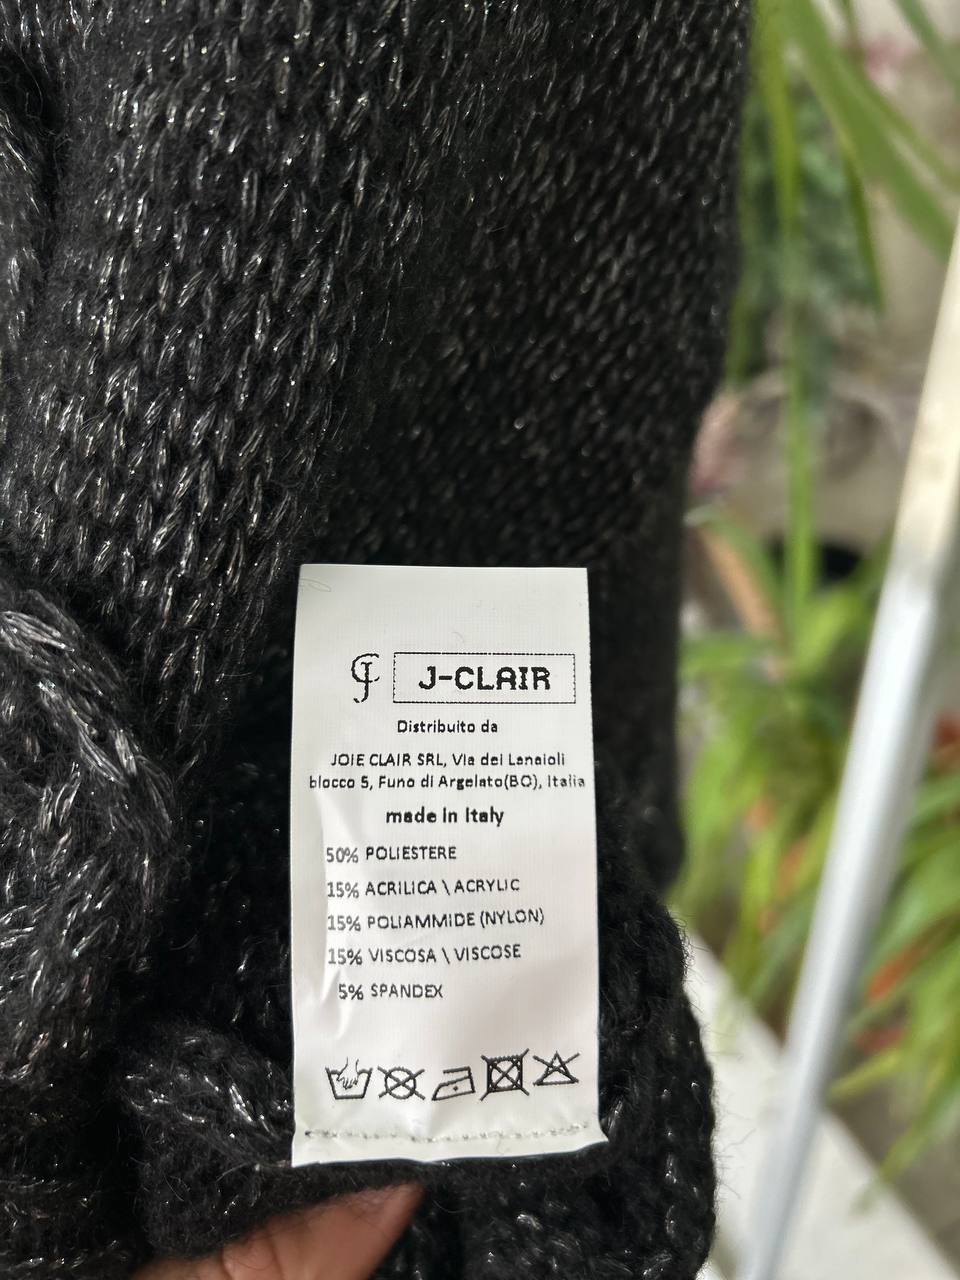 J-CLAIR
Distribuito da
JOIE CLAIR SRL, Via dei Lanaioli
blocco 5, Funo di Argelato(BO), Italia
made in Italy
50% POLIESTERE
15% ACRILICA \ ACRYLIC
15% POLIAMMIDE (NYLON)
15% VISCOSA \ VISCOSE
5% SPANDEX